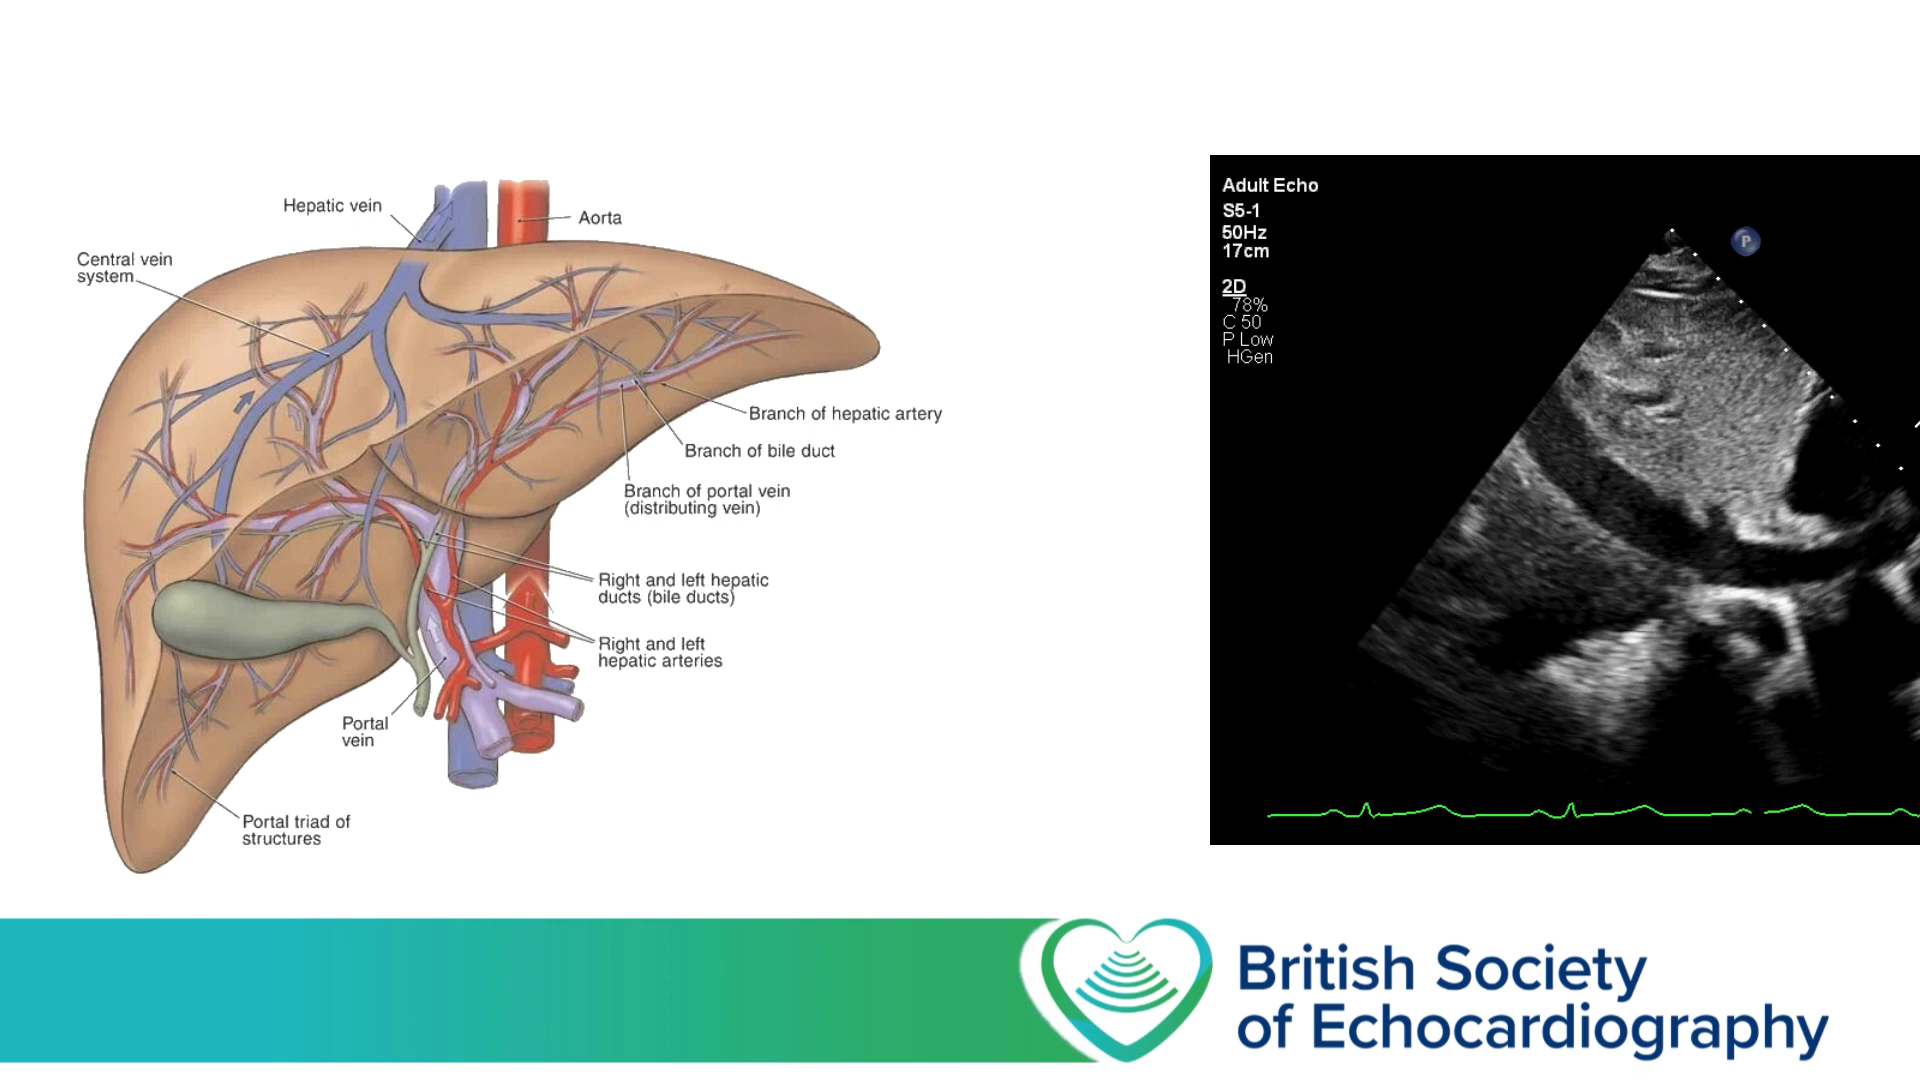 Hepatic vein
Aorta
Central vein
system
Branch of hepatic artery
Branch of bile duct
Branch of portal vein
(distributing vein)
Right and left hepatic
ducts (bile ducts)
Right and left
hepatic arteries
Portal
vein
Portal triad of
structures
Adult Echo
S5-1
50Hz
17cm
2D
78%
C 50
P Low
HGen
P
British Society
of Echocardiography